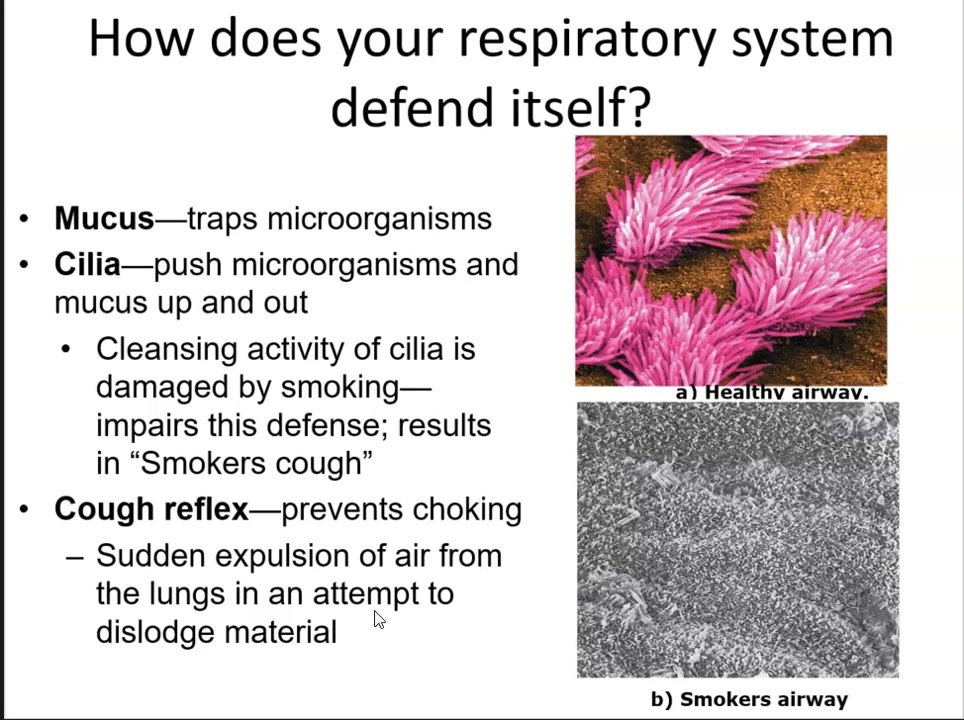 How does your respiratory system
defend itself?
• Mucus—traps microorganisms
• Cilia—push microorganisms and
mucus up and out
• Cleansing activity of cilia is
damaged by smoking—
impairs this defense; results
in “Smokers cough”
• Cough reflex—prevents choking
– Sudden expulsion of air from
the lungs in an attempt to
dislodge material
a) Healthy airway.
b) Smokers airway